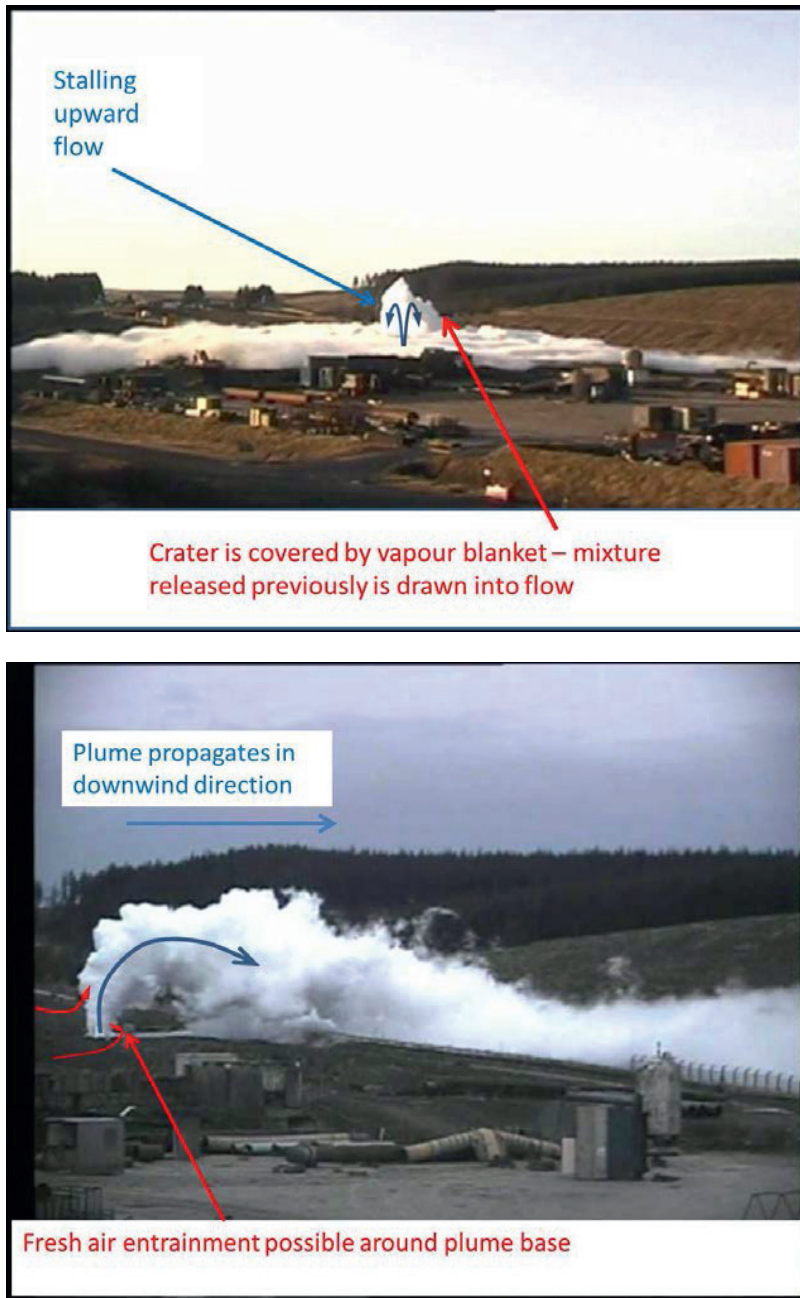 Stalling
upward
flow
Crater is covered by vapour blanket – mixture
released previously is drawn into flow
Plume propagates in
downwind direction
Fresh air entrainment possible around plume base